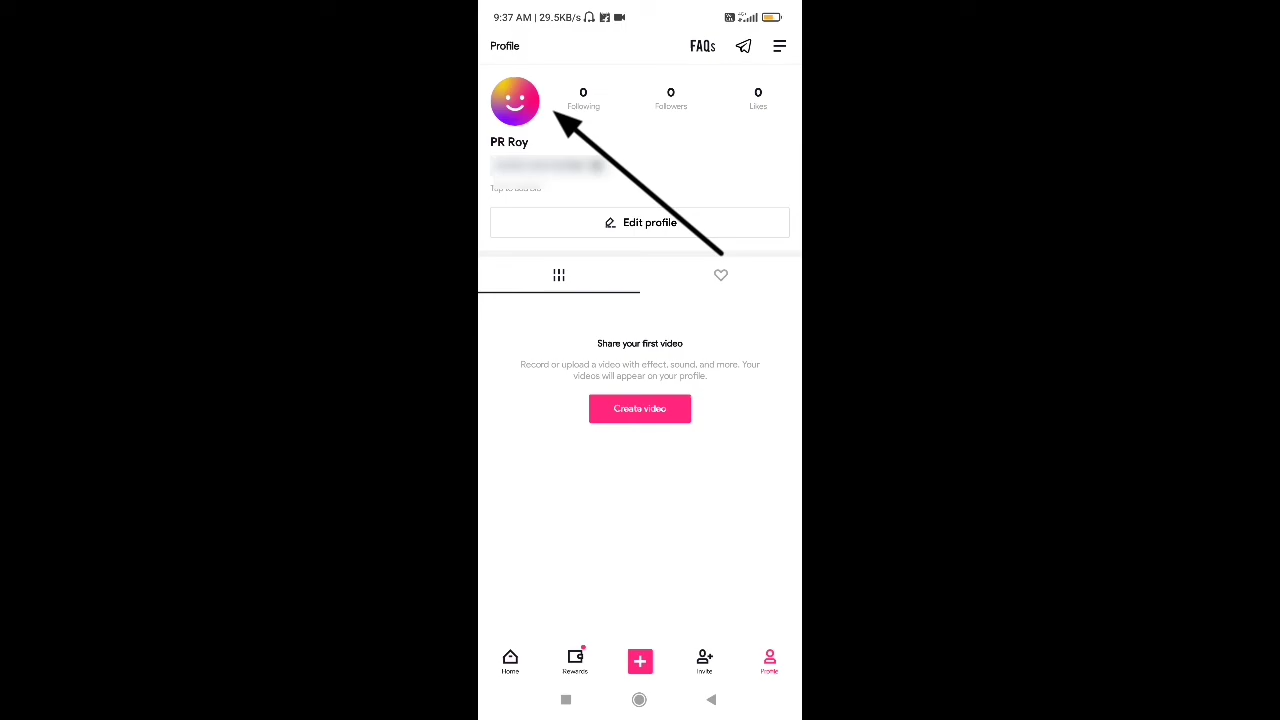 9:37 AM | 29.5KB/s
Profile
FAQs
0
Following
0
Followers
0
Likes
PR Roy
Edit profile
Share your first video
Record or upload a video with effect, sound, and more. Your
videos will appear on your profile.
Create video
Home
Rewards
Invite
Profile